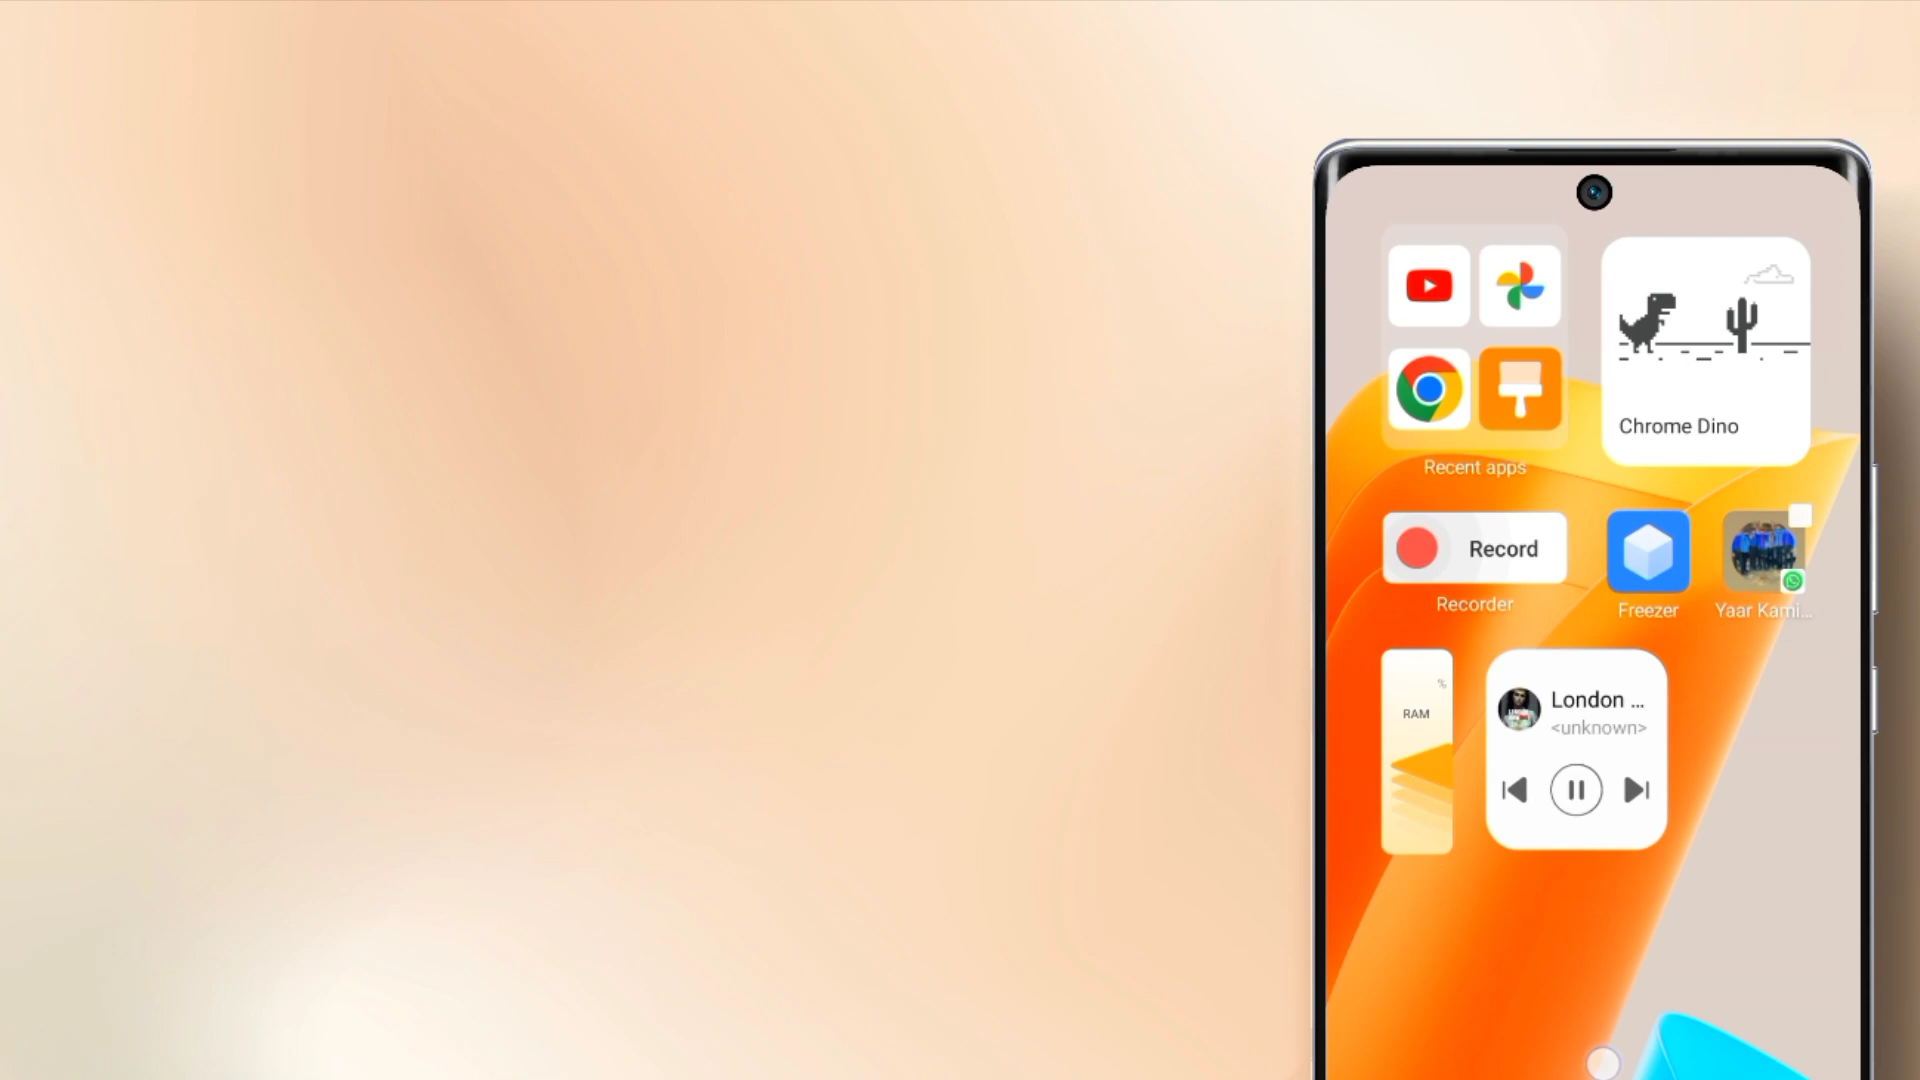 Chrome Dino
Recent apps
Record
Recorder
Freezer
Yaar Kami...
%
RAM
London ...
<unknown>